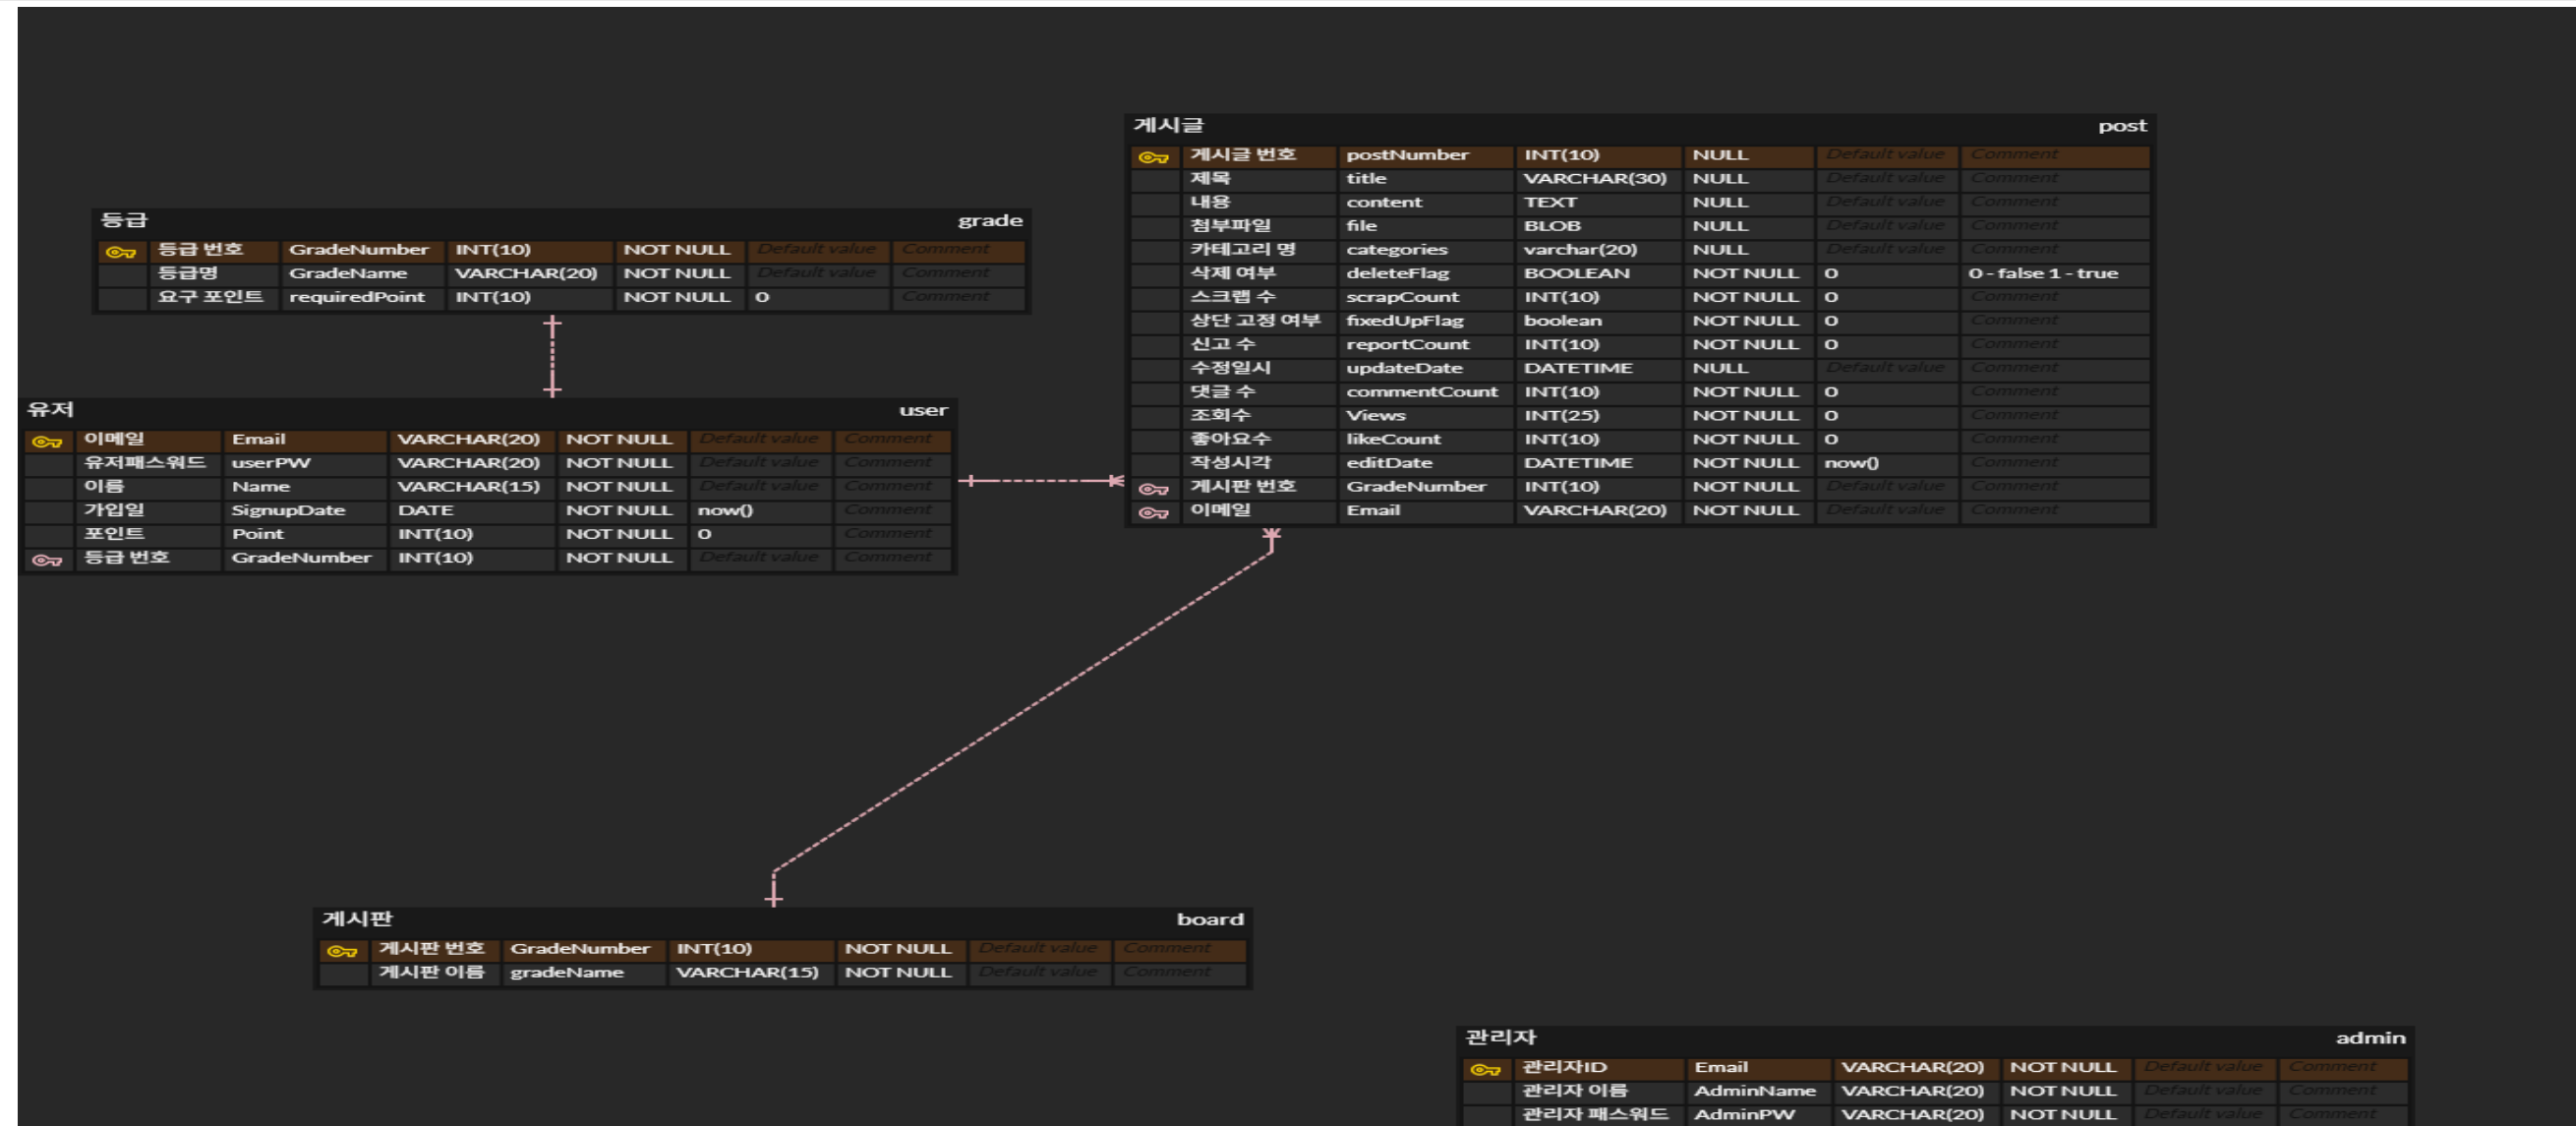 게시글 post
게시글 번호 postNumber INT(10) NULL Default value Comment
제목 title VARCHAR(30) NULL Default value Comment
내용 content TEXT NULL Default value Comment
첨부파일 file BLOB NULL Default value Comment
카테고리 명 categories varchar(20) NULL Default value Comment
삭제 여부 deleteFlag BOOLEAN NOT NULL 0 0 - false 1 - true
스크랩 수 scrapCount INT(10) NOT NULL 0 Comment
상단 고정 여부 fixedUpFlag boolean NOT NULL 0 Comment
신고 수 reportCount INT(10) NOT NULL 0 Comment
수정일시 updateDate DATETIME NULL Default value Comment
댓글 수 commentCount INT(10) NOT NULL 0 Comment
조회수 Views INT(25) NOT NULL 0 Comment
좋아요수 likeCount INT(10) NOT NULL 0 Comment
작성시각 editDate DATETIME NOT NULL now() Comment
게시판 번호 GradeNumber INT(10) NOT NULL Default value Comment
이메일 Email VARCHAR(20) NOT NULL Default value Comment
등급 grade
등급 번호 GradeNumber INT(10) NOT NULL Default value Comment
등급명 GradeName VARCHAR(20) NOT NULL Default value Comment
요구 포인트 requiredPoint INT(10) NOT NULL 0 Comment
유저 user
이메일 Email VARCHAR(20) NOT NULL Default value Comment
유저패스워드 userPW VARCHAR(20) NOT NULL Default value Comment
이름 Name VARCHAR(15) NOT NULL Default value Comment
가입일 SignupDate DATE NOT NULL now() Comment
포인트 Point INT(10) NOT NULL 0 Comment
등급 번호 GradeNumber INT(10) NOT NULL Default value Comment
게시판 board
게시판 번호 GradeNumber INT(10) NOT NULL Default value Comment
게시판 이름 gradeName VARCHAR(15) NOT NULL Default value Comment
관리자 admin
관리자ID Email VARCHAR(20) NOT NULL Default value Comment
관리자 이름 AdminName VARCHAR(20) NOT NULL Default value Comment
관리자 패스워드 AdminPW VARCHAR(20) NOT NULL Default value Comment